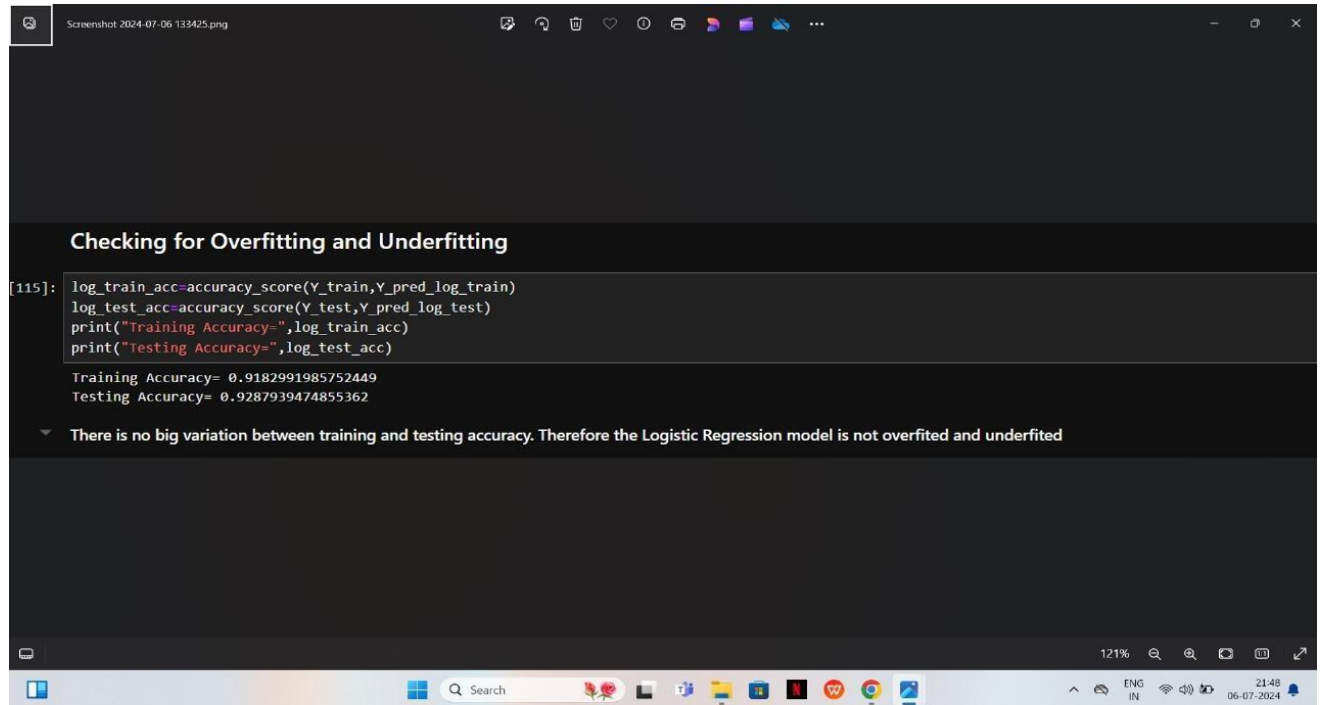 Screenshot 2024-07-06 133425.png
Checking for Overfitting and Underfitting
[115]: log_train_acc=accuracy_score(Y_train,Y_pred_log_train)
log_test_acc=accuracy_score(Y_test,Y_pred_log_test)
print("Training Accuracy=",log_train_acc)
print("Testing Accuracy=",log_test_acc)
Training Accuracy= 0.9182991985752449
Testing Accuracy= 0.9287939474855362
There is no big variation between training and testing accuracy. Therefore the Logistic Regression model is not overfited and underfited
121%
Search
ENG
IN
21:48
06-07-2024